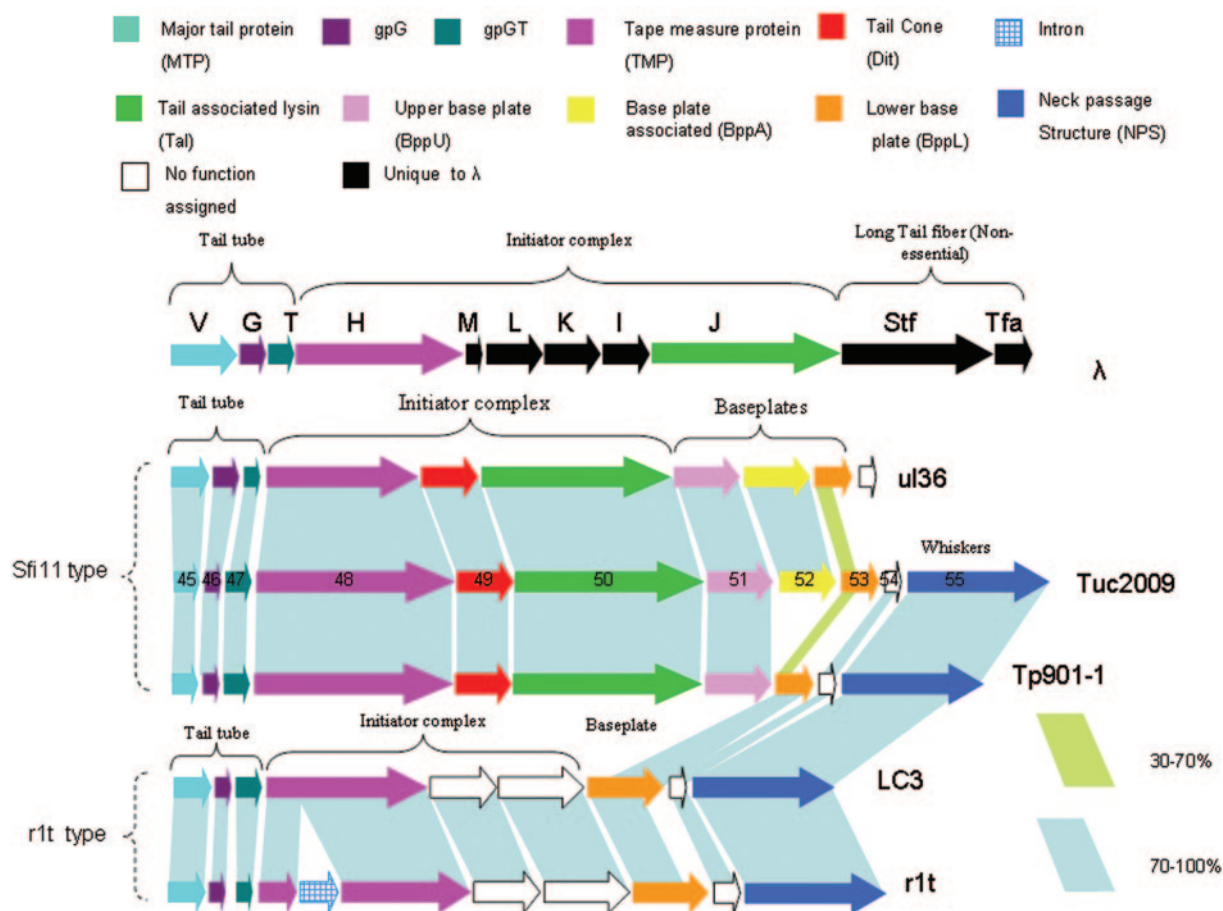 Major tail protein (MTP)
gpG
gpGT
Tape measure protein (TMP)
Tail Cone (Dit)
Intron
Tail associated lysin (Tal)
Upper base plate (BppU)
Base plate associated (BppA)
Lower base plate (BppL)
Neck passage Structure (NPS)
No function assigned
Unique to λ
Tail tube
Initiator complex
Long Tail fiber (Non-essential)
V G T H M L K I J Stf Tfa
λ
Tail tube
Initiator complex
Baseplates
ul36
Sfi11 type
Whiskers
45 46 47 48 49 50 51 52 53 54 55
Tuc2009
Tp901-1
Tail tube
Initiator complex
Baseplate
30-70%
LC3
r1t type
70-100%
r1t